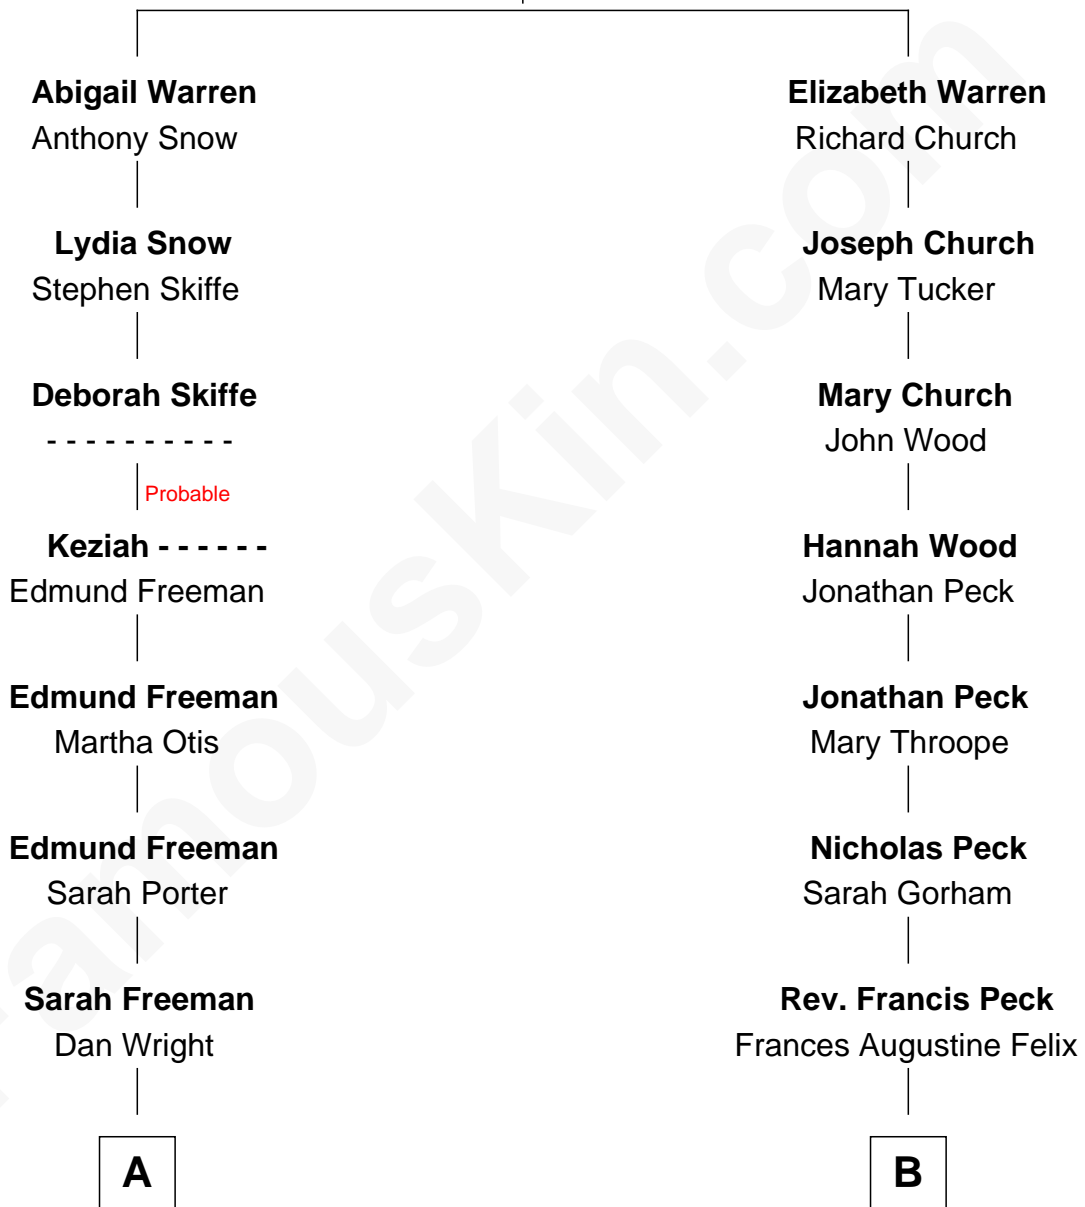 Abigail Warren
Anthony Snow
Elizabeth Warren
Richard Church
Lydia Snow
Stephen Skiffe
Joseph Church
Mary Tucker
Deborah Skiffe
- - - - - - - - - -
Mary Church
John Wood
Probable
Keziah - - - - - -
Edmund Freeman
Hannah Wood
Jonathan Peck
Edmund Freeman
Martha Otis
Jonathan Peck
Mary Throope
Edmund Freeman
Sarah Porter
Nicholas Peck
Sarah Gorham
Sarah Freeman
Dan Wright
Rev. Francis Peck
Frances Augustine Felix
A
B
FamousKin.com